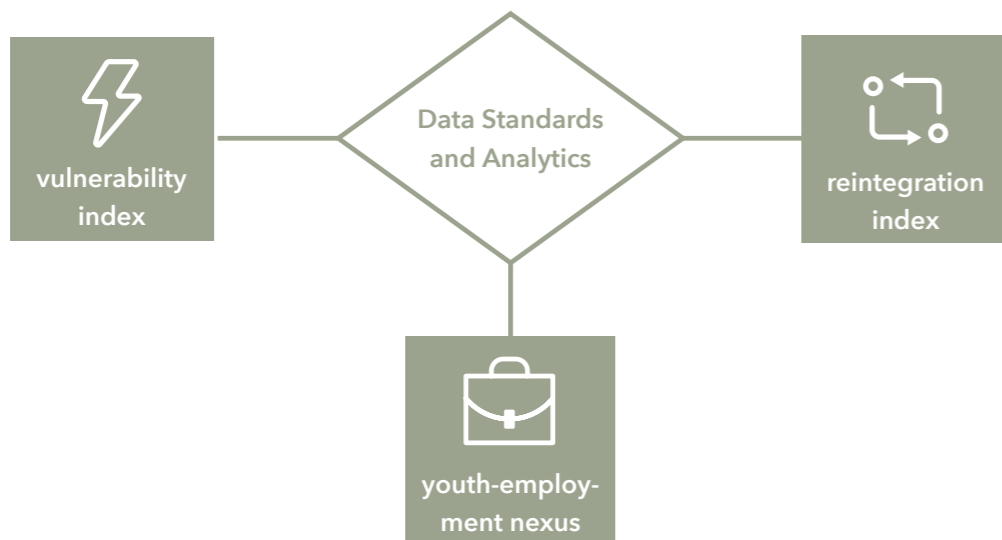 Data Standards
and Analytics
vulnerability
index
reintegration
index
youth-employ-
ment nexus